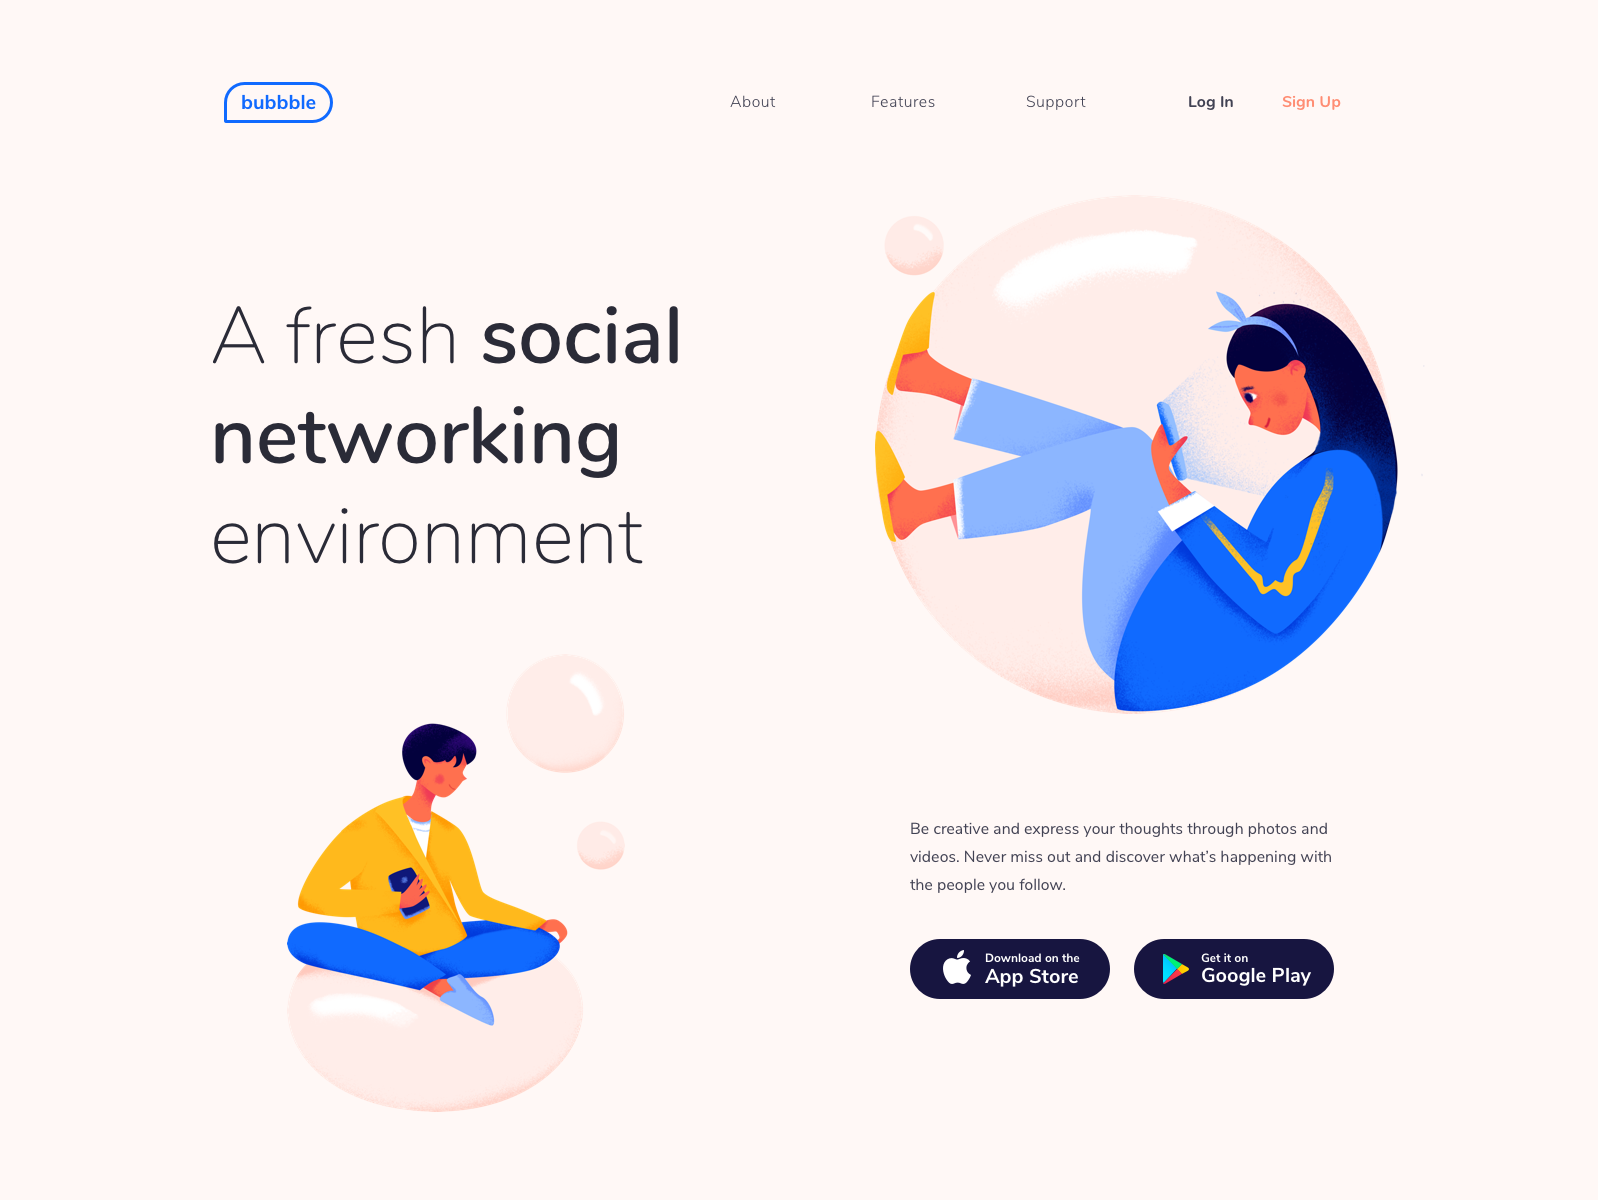 bubbble
About
Features
Support
Log In
Sign Up
A fresh social
networking
environment
Be creative and express your thoughts through photos and
videos. Never miss out and discover what’s happening with
the people you follow.
Download on the
App Store
Get it on
Google Play